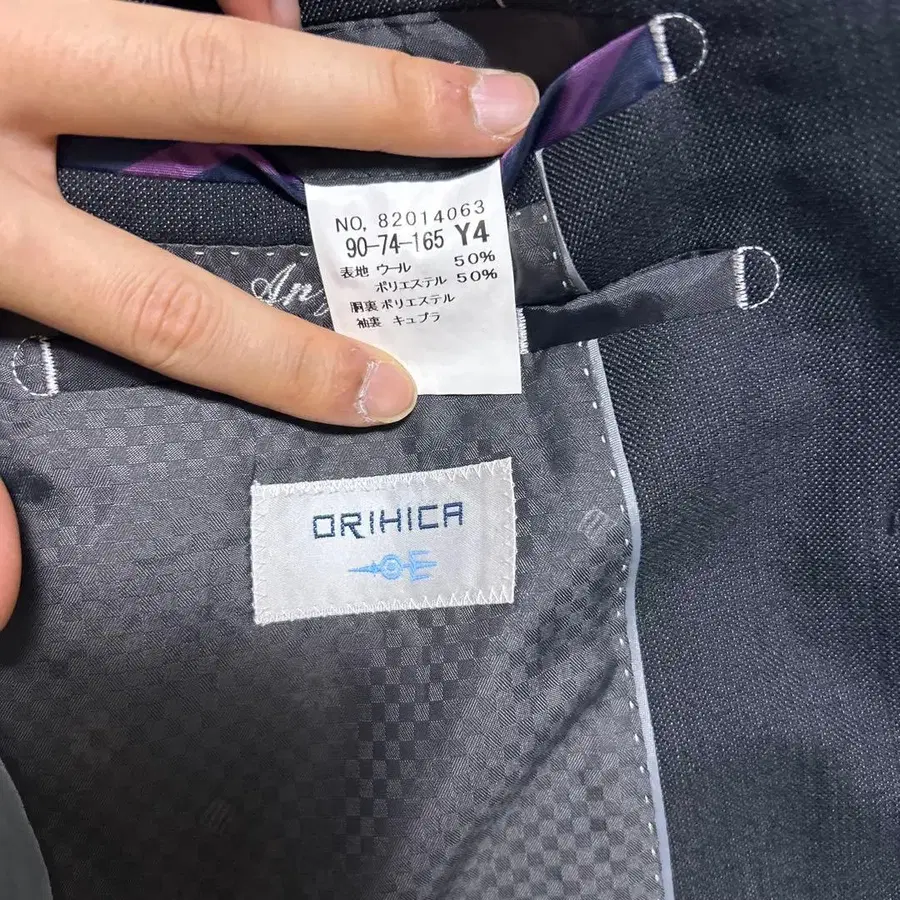 NO, 82014063
90-74-165 Y4
表地 ウール 50%
ポリエステル 50%
胴裏 ポリエステル
袖裏 キュプラ
ORIHICA